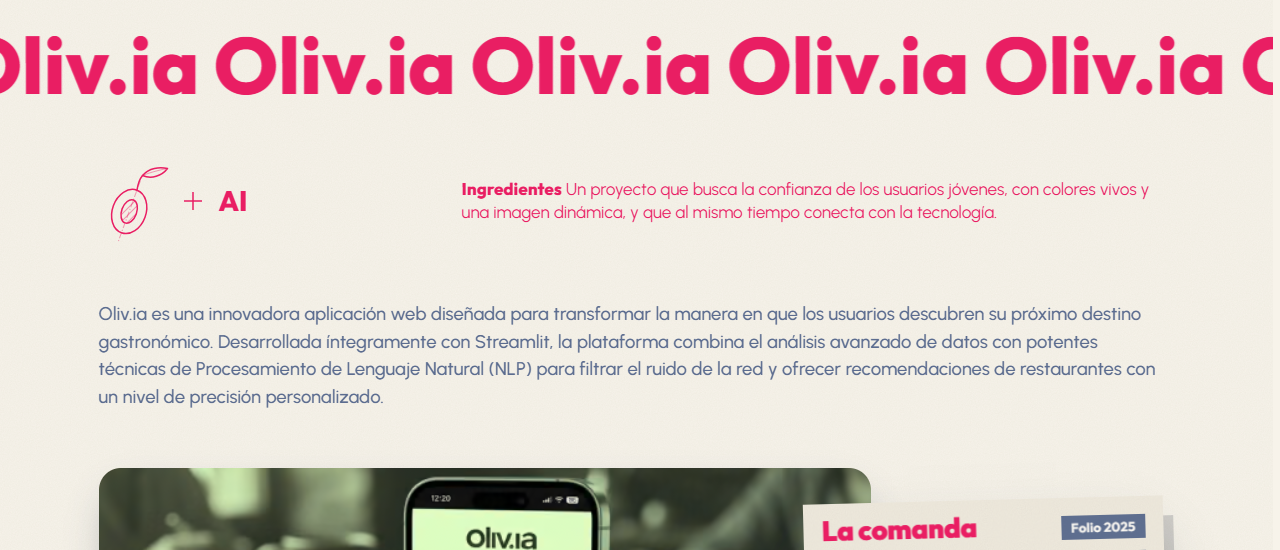 Oliv.ia Oliv.ia Oliv.ia Oliv.ia Oliv.ia
+ AI
Ingredientes Un proyecto que busca la confianza de los usuarios jóvenes, con colores vivos y
una imagen dinámica, y que al mismo tiempo conecta con la tecnología.
Oliv.ia es una innovadora aplicación web diseñada para transformar la manera en que los usuarios descubren su próximo destino
gastronómico. Desarrollada íntegramente con Streamlit, la plataforma combina el análisis avanzado de datos con potentes
técnicas de Procesamiento de Lenguaje Natural (NLP) para filtrar el ruido de la red y ofrecer recomendaciones de restaurantes con
un nivel de precisión personalizado.
12:20
Oliv.ia
La comanda
Folio 2025